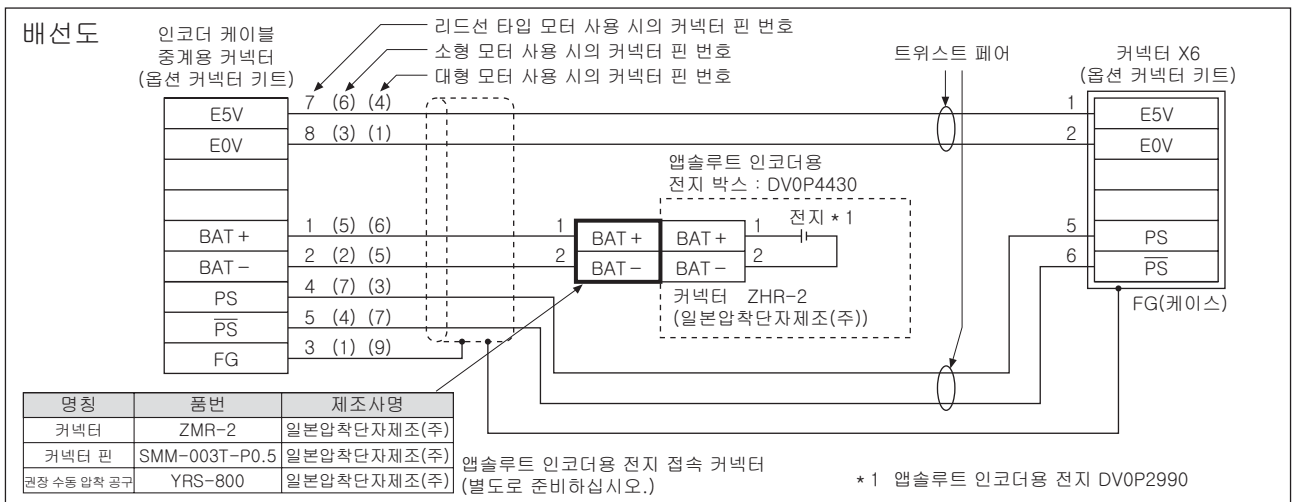 배선도
인코더 케이블
중계용 커넥터
(옵션 커넥터 키트)
리드선 타입 모터 사용 시의 커넥터 핀 번호
소형 모터 사용 시의 커넥터 핀 번호
대형 모터 사용 시의 커넥터 핀 번호
트위스트 페어
커넥터 X6
(옵션 커넥터 키트)
E5V 7 (6) (4) 1 E5V
E0V 8 (3) (1) 2 E0V
앱솔루트 인코더용
전지 박스 : DV0P4430
전지 * 1
BAT+ 1 (5) (6) 1 BAT+ BAT+ 1 5 PS
BAT− 2 (2) (5) 2 BAT− BAT− 2 6 P̅S̅
PS 4 (7) (3)
P̅S̅ 5 (4) (7)
FG 3 (1) (9)
커넥터 ZHR-2
(일본압착단자제조(주))
FG(케이스)
명칭 품번 제조사명
커넥터 ZMR-2 일본압착단자제조(주)
커넥터 핀 SMM-003T-P0.5 일본압착단자제조(주)
권장 수동 압착 공구 YRS-800 일본압착단자제조(주)
앱솔루트 인코더용 전지 접속 커넥터
(별도로 준비하십시오.)
* 1 앱솔루트 인코더용 전지 DV0P2990